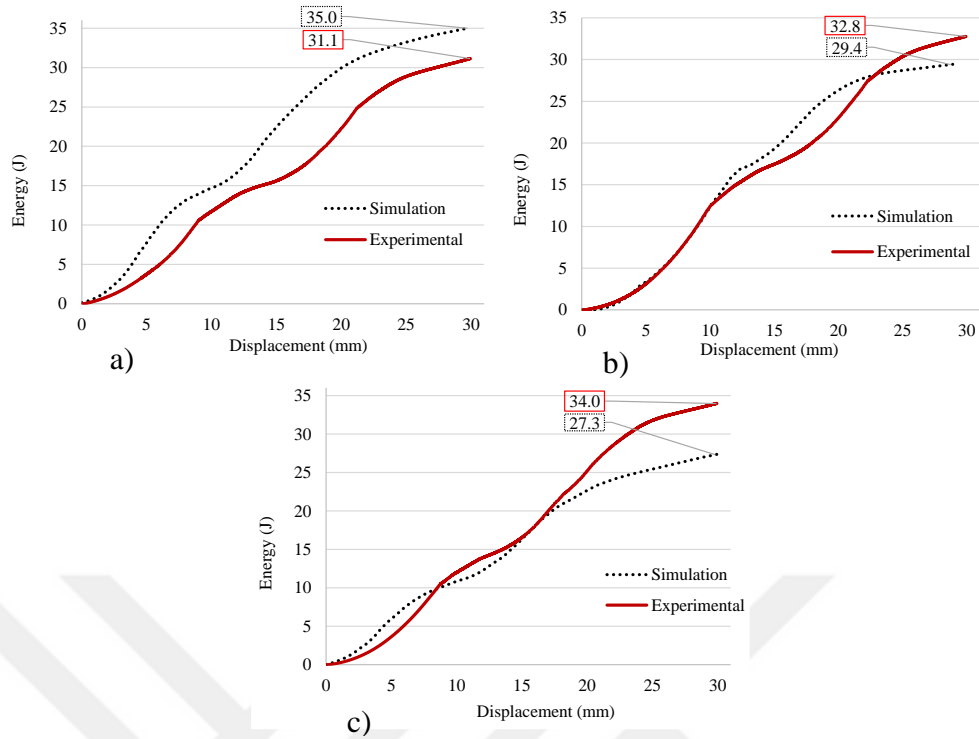 35.0
31.1
35
30
25
20
15
10
5
0
Energy (J)
Simulation
Experimental
0 5 10 15 20 25 30
Displacement (mm)
a)
32.8
29.4
35
30
25
20
15
10
5
0
Energy (J)
Simulation
Experimental
0 5 10 15 20 25 30
Displacement (mm)
b)
34.0
27.3
35
30
25
20
15
10
5
0
Energy (J)
Simulation
Experimental
0 5 10 15 20 25 30
Displacement (mm)
c)